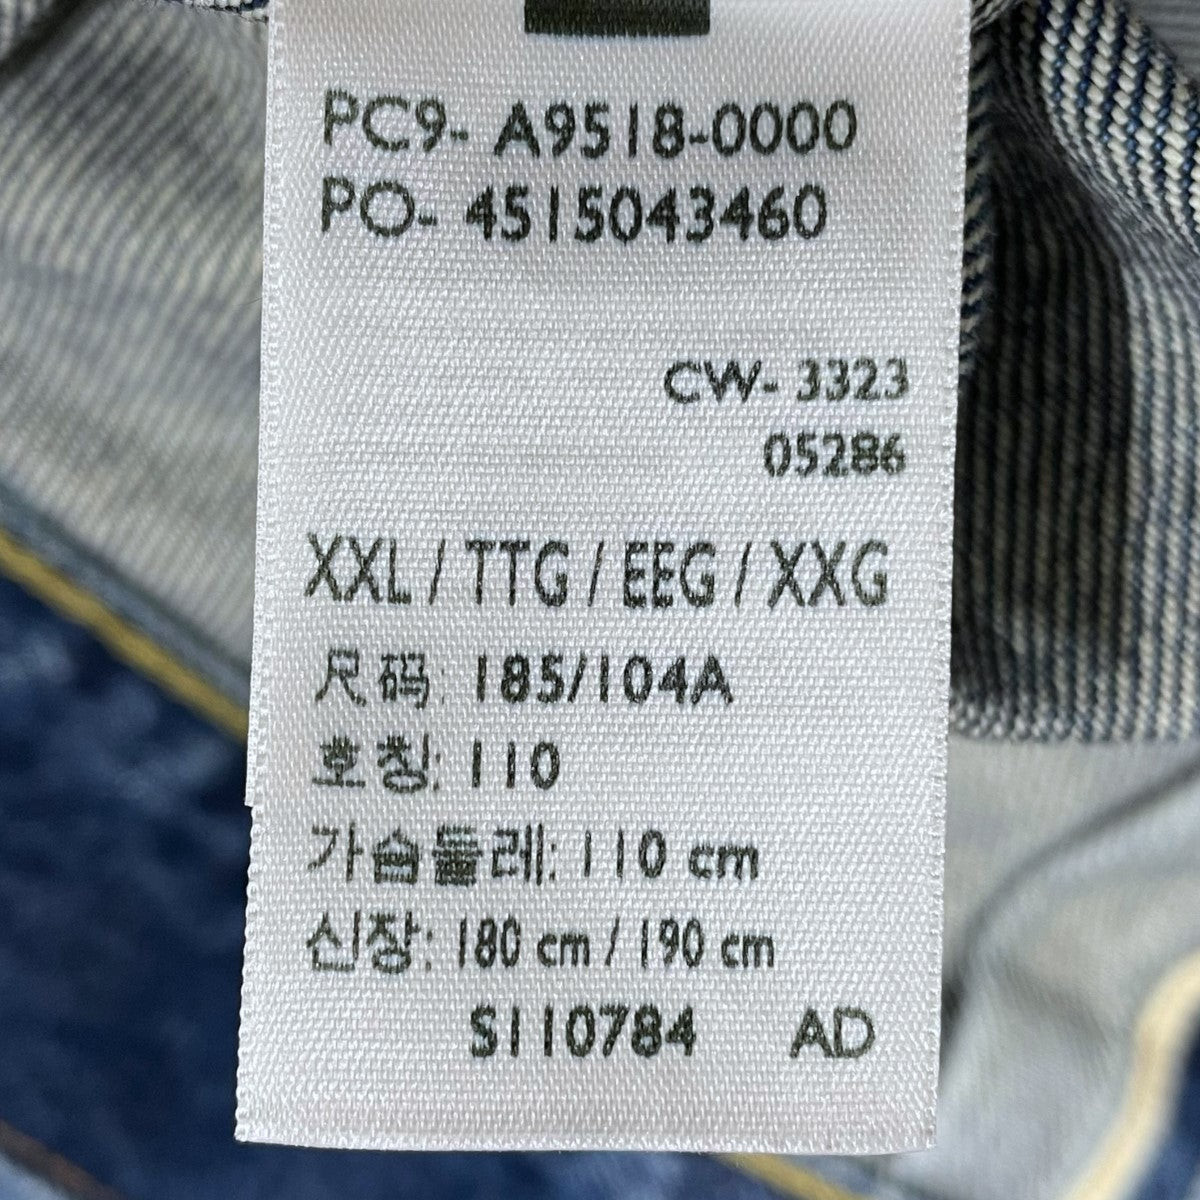 PC9- A9518-0000
PO- 4515043460
CW- 3323
05286
XXL / TTG / EEG / XXG
尺码: 185/104A
호칭: 110
가슴둘레: 110 cm
신장: 180 cm / 190 cm
S110784 AD